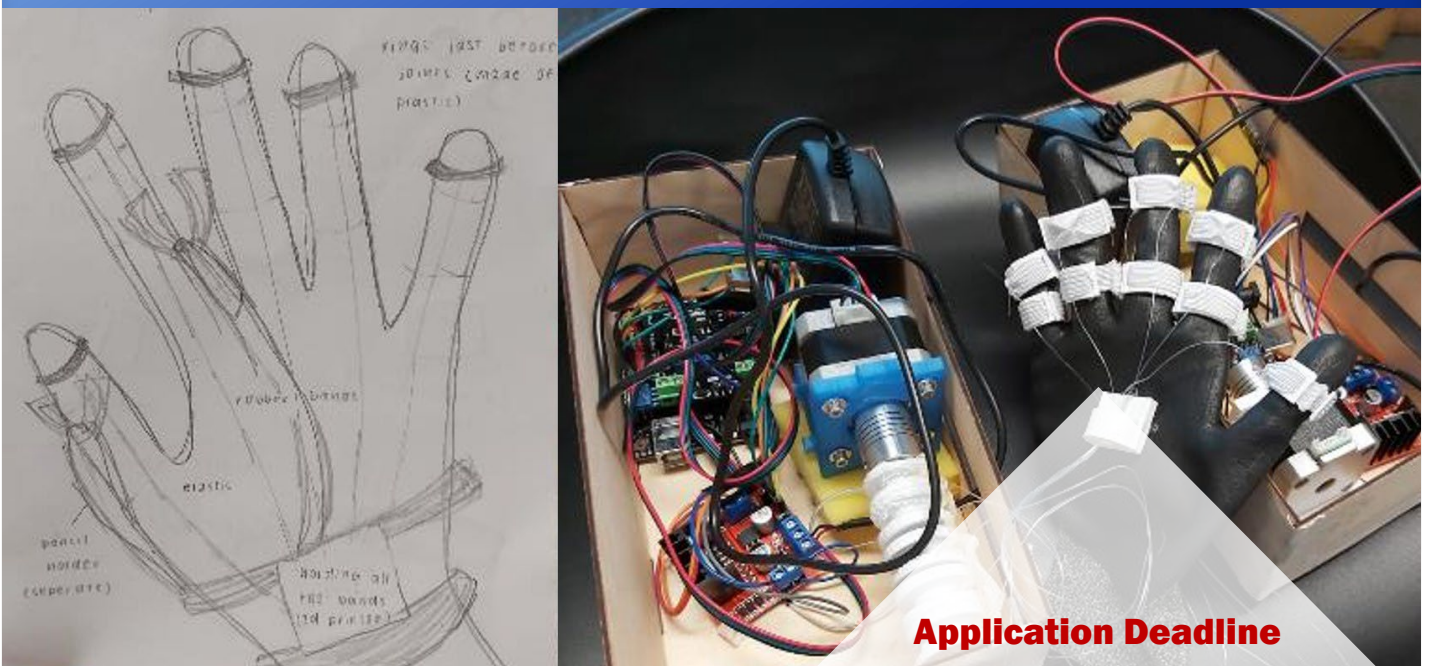 rings just before
joints (made of
plastic)
rubber bands
elastic
pencil
holder
(seperate)
holding all
the bands
(3d printed)
Application Deadline